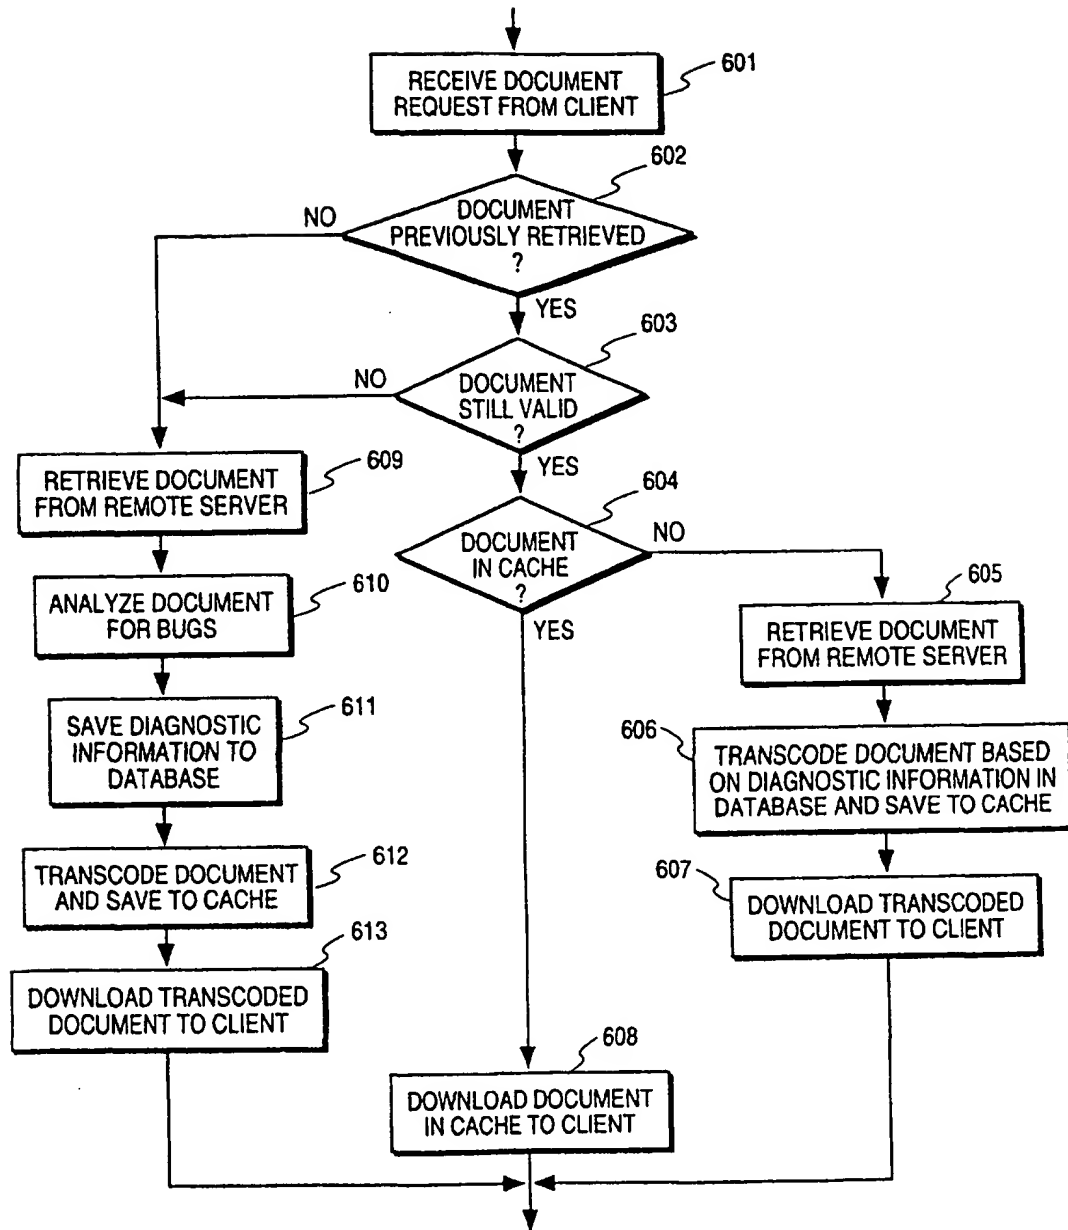 RECEIVE DOCUMENT
REQUEST FROM CLIENT
601
602
DOCUMENT
PREVIOUSLY RETRIEVED
?
NO
YES
603
DOCUMENT
STILL VALID
?
NO
YES
604
DOCUMENT
IN CACHE
?
NO
YES
605
RETRIEVE DOCUMENT
FROM REMOTE SERVER
606
TRANSCODE DOCUMENT BASED
ON DIAGNOSTIC INFORMATION IN
DATABASE AND SAVE TO CACHE
607
DOWNLOAD TRANSCODED
DOCUMENT TO CLIENT
608
DOWNLOAD DOCUMENT
IN CACHE TO CLIENT
609
RETRIEVE DOCUMENT
FROM REMOTE SERVER
610
ANALYZE DOCUMENT
FOR BUGS
611
SAVE DIAGNOSTIC
INFORMATION TO
DATABASE
612
TRANSCODE DOCUMENT
AND SAVE TO CACHE
613
DOWNLOAD TRANSCODED
DOCUMENT TO CLIENT